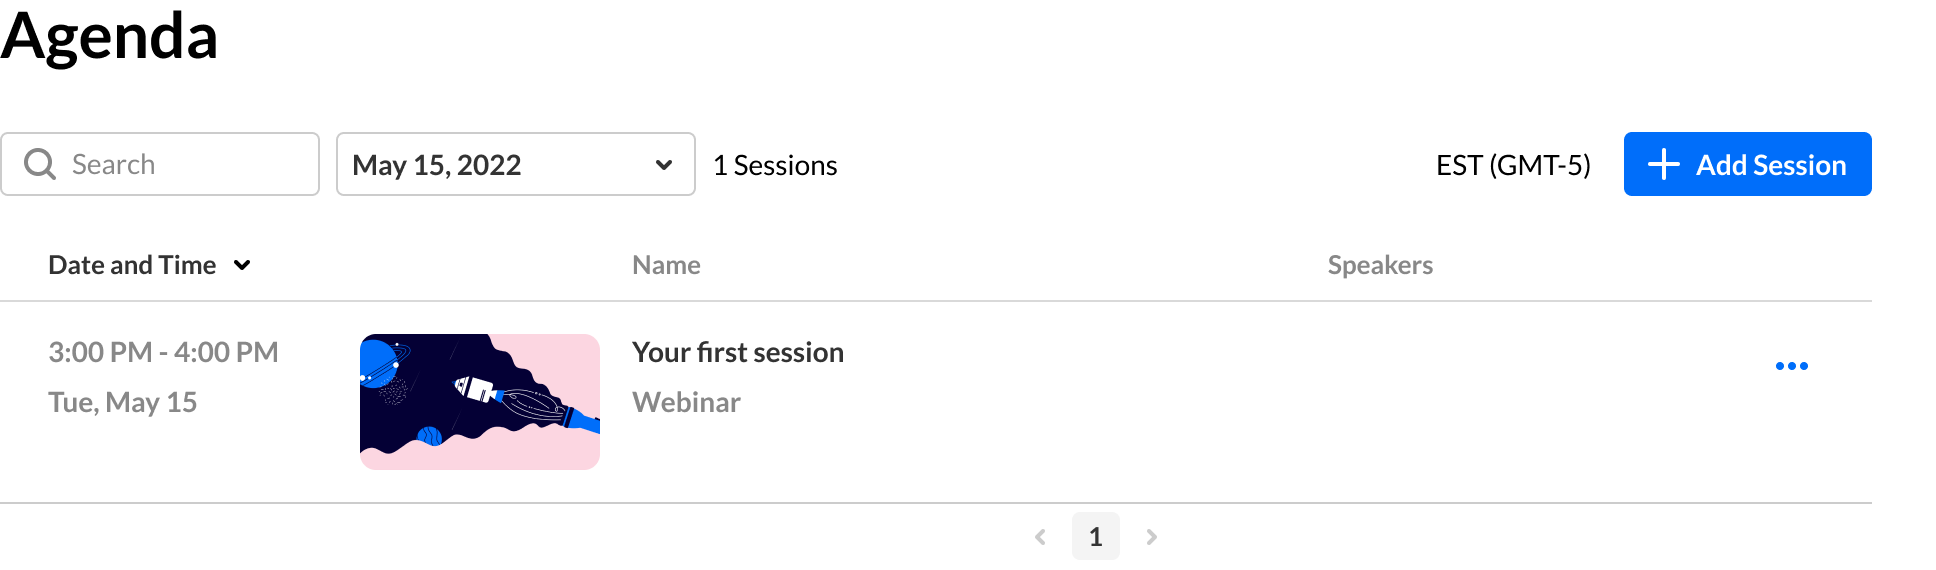 Agenda
Search
May 15, 2022
1 Sessions
EST (GMT-5)
Add Session
Date and Time
Name
Speakers
3:00 PM - 4:00 PM
Your first session
Tue, May 15
Webinar
1